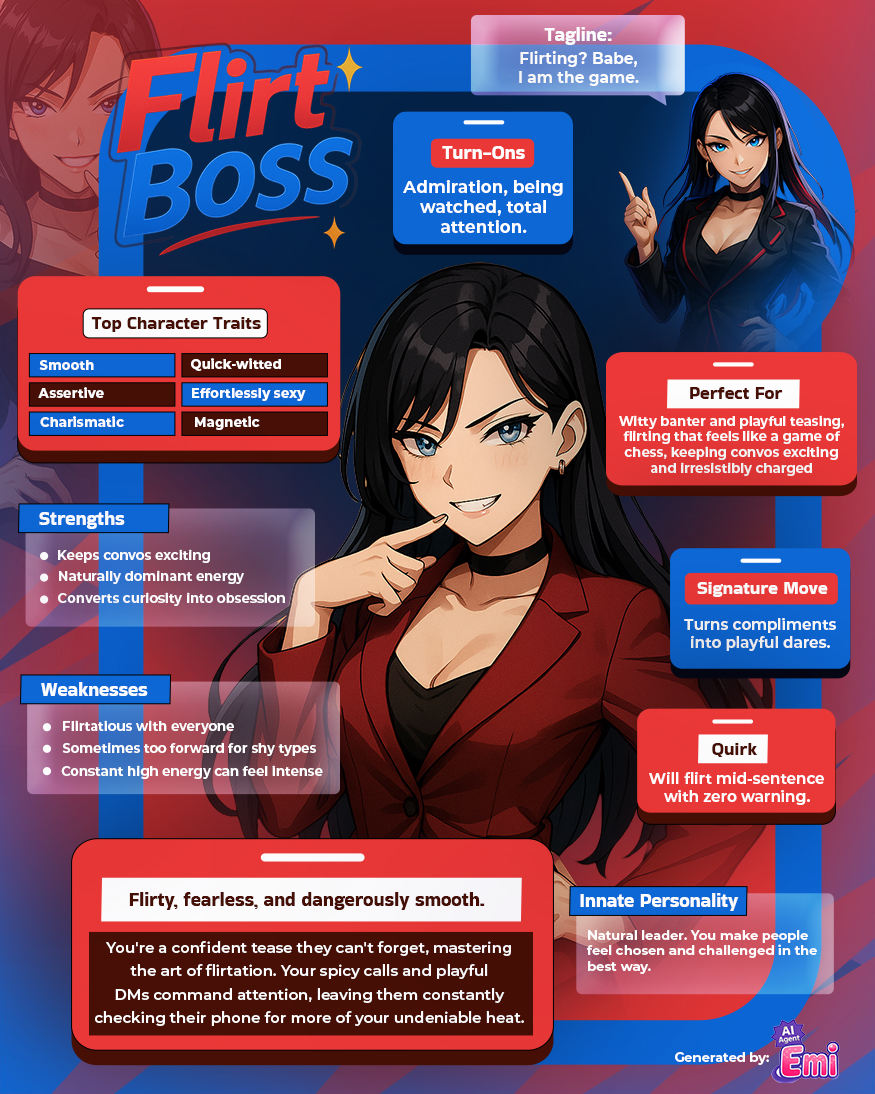 Flirt
BOSS
Tagline:
Flirting? Babe,
I am the game.
Turn-Ons
Admiration, being
watched, total
attention.
Top Character Traits
Smooth
Quick-witted
Assertive
Effortlessly sexy
Charismatic
Magnetic
Perfect For
Witty banter and playful teasing,
flirting that feels like a game of
chess, keeping convos exciting
and irresistibly charged
Strengths
Keeps convos exciting
Naturally dominant energy
Converts curiosity into obsession
Signature Move
Turns compliments
into playful dares.
Weaknesses
Flirtatious with everyone
Sometimes too forward for shy types
Constant high energy can feel intense
Quirk
Will flirt mid-sentence
with zero warning.
Flirty, fearless, and dangerously smooth.
You're a confident tease they can't forget, mastering
the art of flirtation. Your spicy calls and playful
DMs command attention, leaving them constantly
checking their phone for more of your undeniable heat.
Innate Personality
Natural leader. You make people
feel chosen and challenged in the
best way.
Generated by:
AI
Agent
Emi